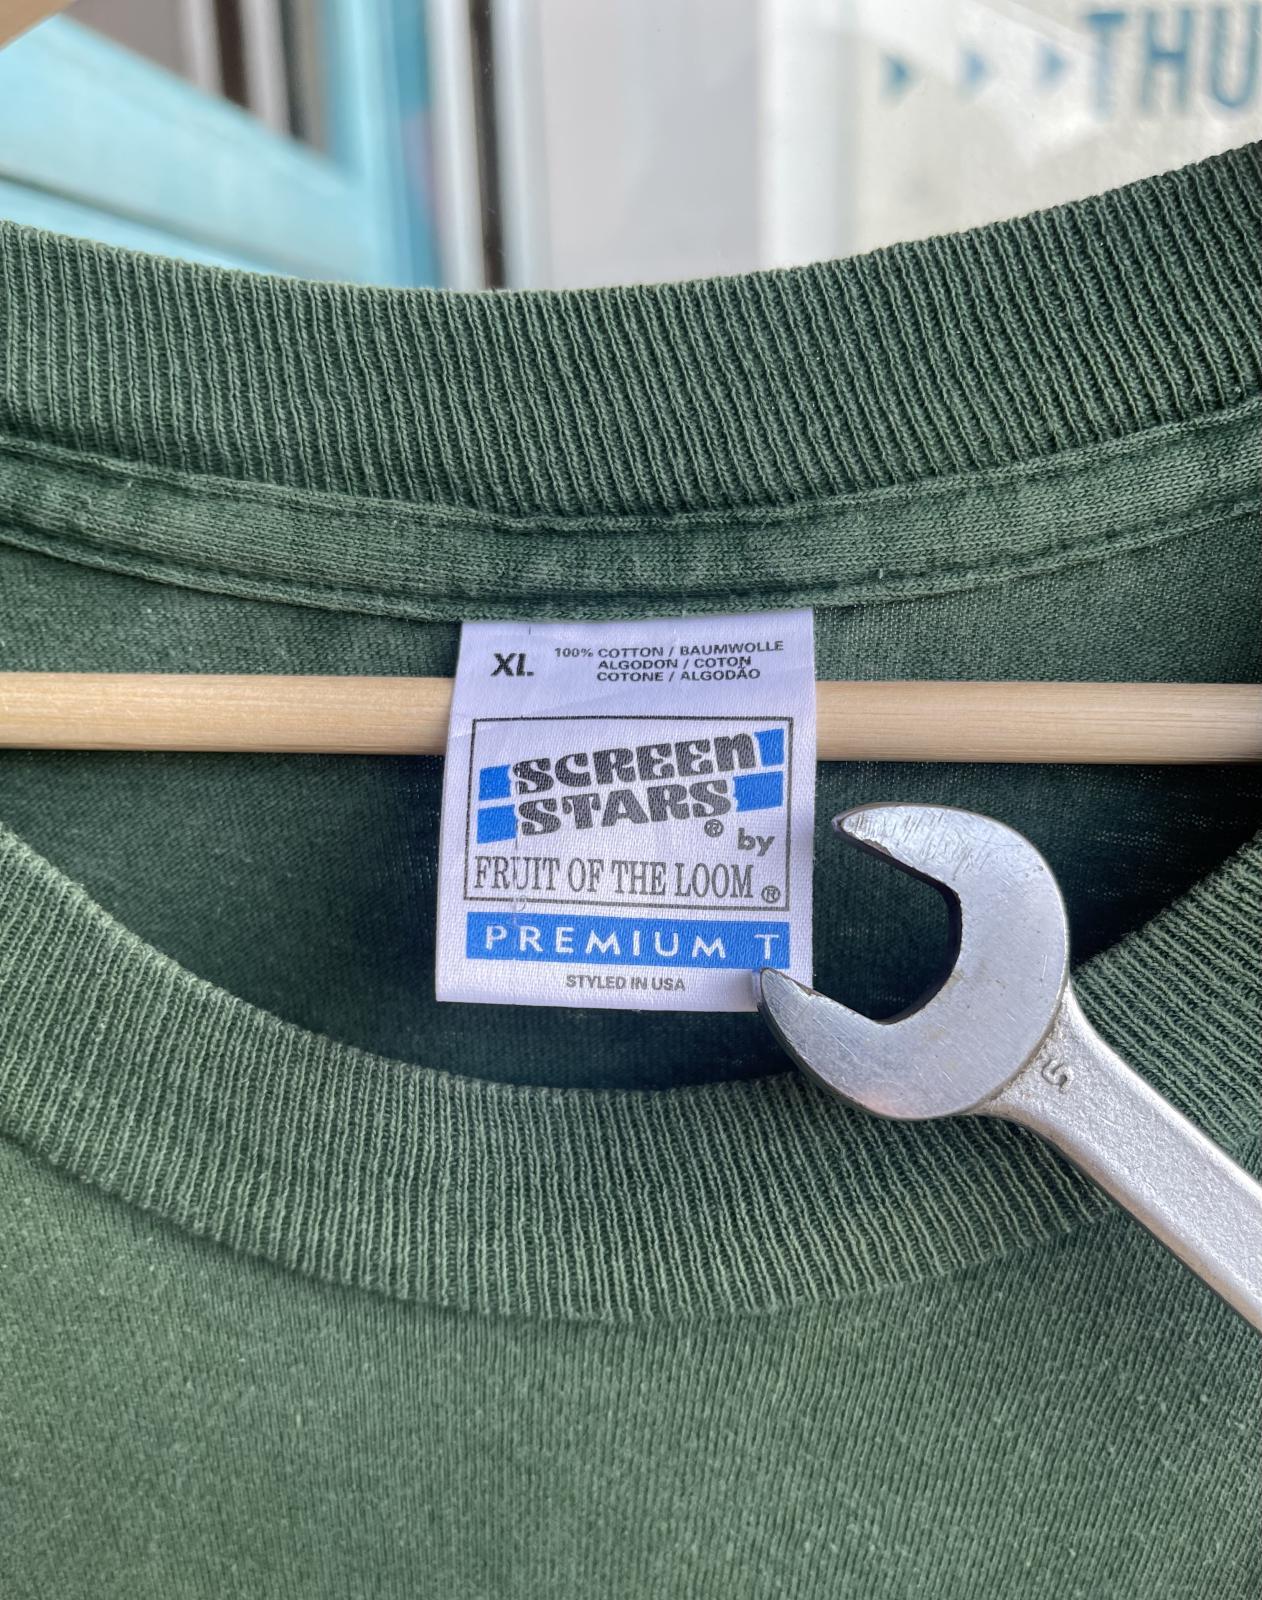 THU
XL
100% COTTON / BAUMWOLLE
ALGODON / COTON
COTONE / ALGODÃO
SCREEN
STARS®
by
FRUIT OF THE LOOM®
PREMIUM T
STYLED IN USA